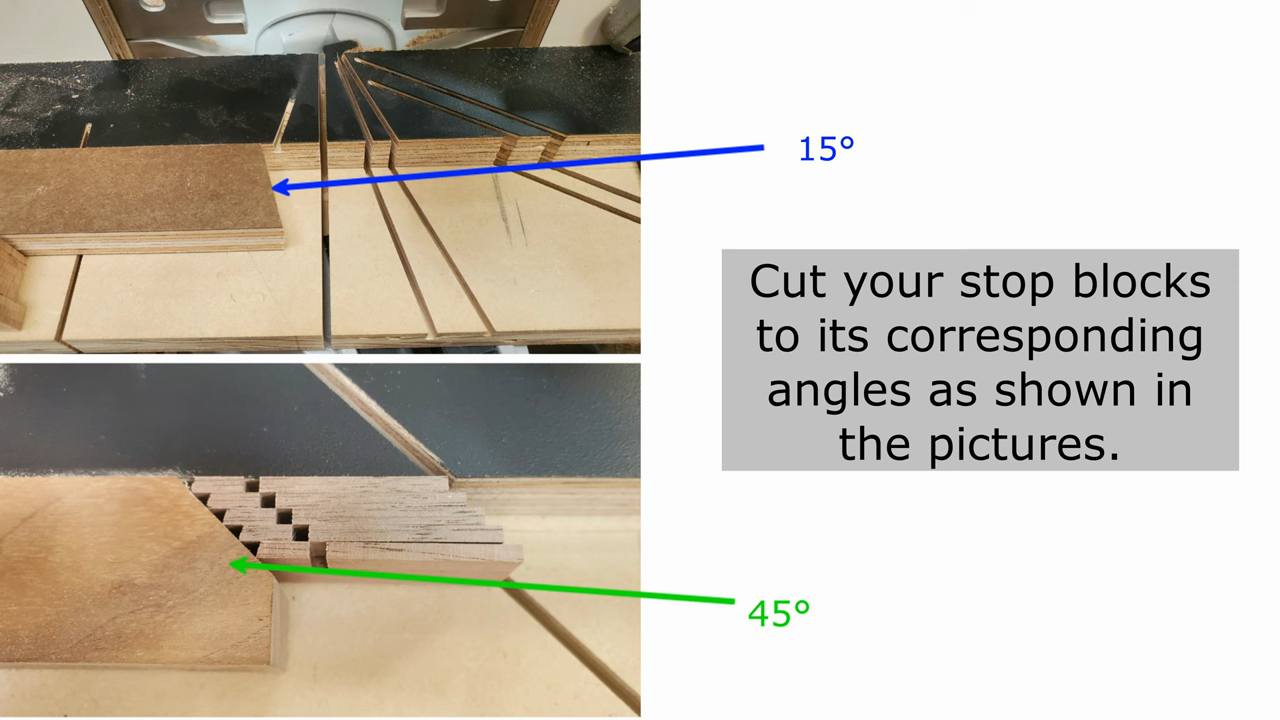 15°
Cut your stop blocks
to its corresponding
angles as shown in
the pictures.
45°